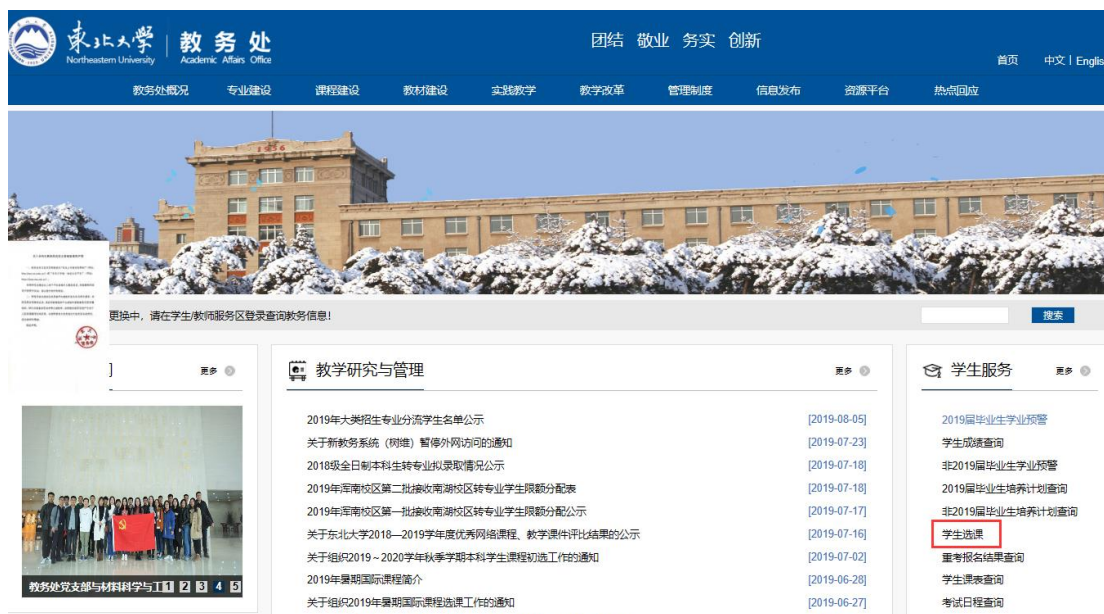 東北大學 教务处
Northeastern University Academic Affairs Office
团结 敬业 务实 创新
首页 中文 | Englis
教务处概况 专业建设 课程建设 教材建设 实践教学 教学改革 管理制度 信息发布 资源平台 热点回应
1936
更换中，请在学生/教师服务区登录查询教务信息！
搜索
更多
教务处党支部与材料科学与工 1 2 3 4 5
教学研究与管理 更多
2019年大类招生专业分流学生名单公示 [2019-08-05]
关于新教务系统（树维）暂停外网访问的通知 [2019-07-23]
2018级全日制本科生转专业拟录取情况公示 [2019-07-18]
2019年浑南校区第二批接收南湖校区转专业学生限额分配表 [2019-07-18]
2019年浑南校区第一批接收南湖校区转专业学生限额分配公示 [2019-07-17]
关于东北大学2018—2019学年度优秀网络课程、教学课件评比结果的公示 [2019-07-16]
关于组织2019～2020学年秋季学期本科学生课程初选工作的通知 [2019-07-02]
2019年暑期国际课程简介 [2019-06-28]
关于组织2019年暑期国际课程选课工作的通知 [2019-06-27]
学生服务 更多
2019届毕业生学业预警
学生成绩查询
非2019届毕业生学业预警
2019届毕业生培养计划查询
非2019届毕业生培养计划查询
学生选课
重考报名结果查询
学生课表查询
考试日程查询